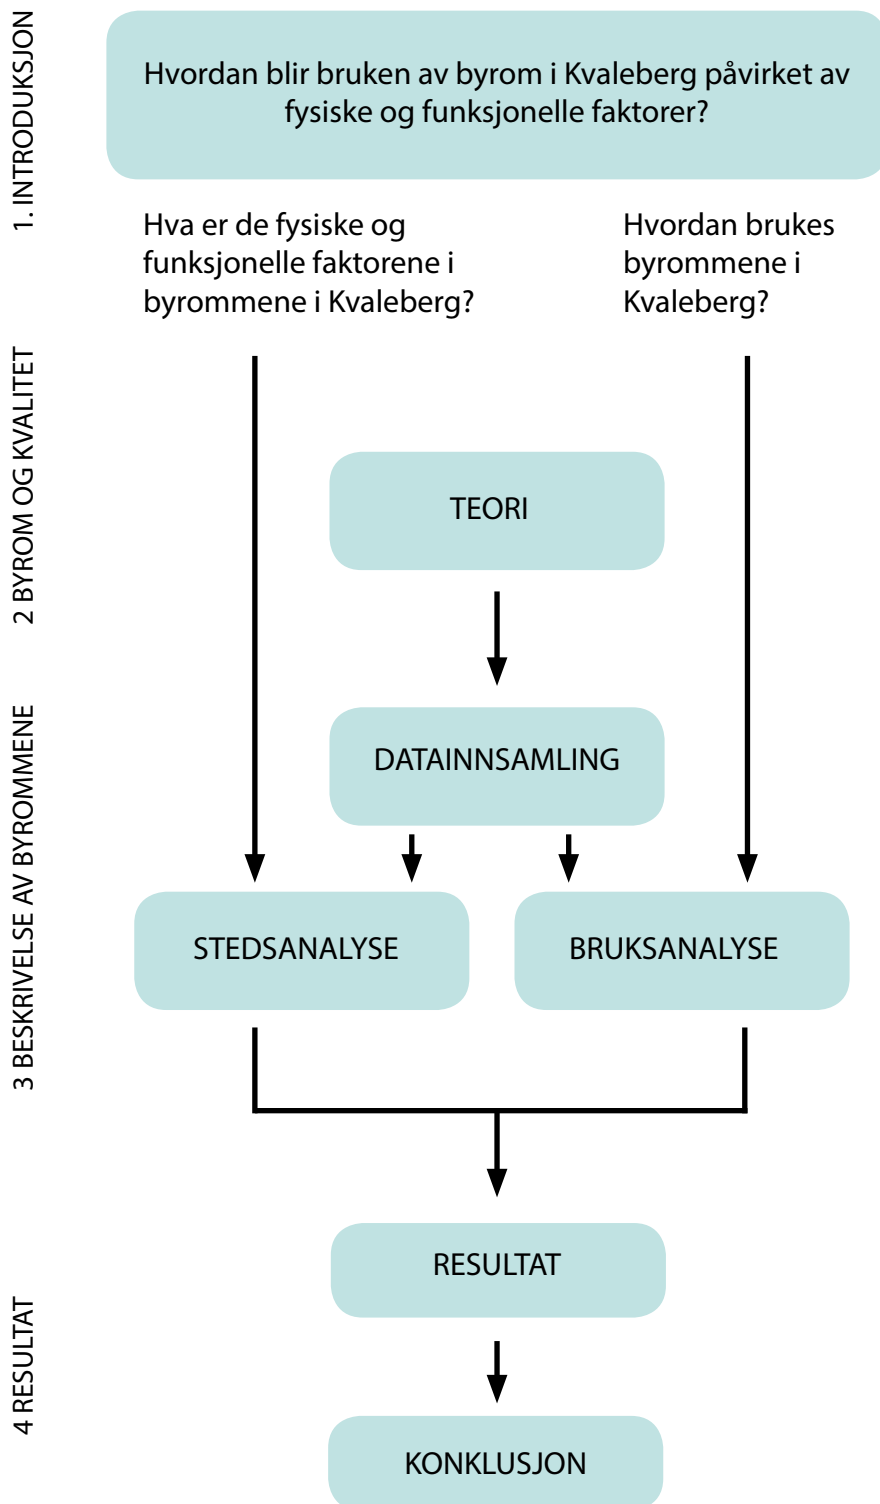 1. INTRODUKSJON
Hvordan blir bruken av byrom i Kvaleberg påvirket av
fysiske og funksjonelle faktorer?
Hva er de fysiske og
funksjonelle faktorene i
byrommene i Kvaleberg?
Hvordan brukes
byrommene i
Kvaleberg?
2 BYROM OG KVALITET
TEORI
3 BESKRIVELSE AV BYROMMENE
DATAINNSAMLING
STEDSANALYSE
BRUKSANALYSE
4 RESULTAT
RESULTAT
KONKLUSJON